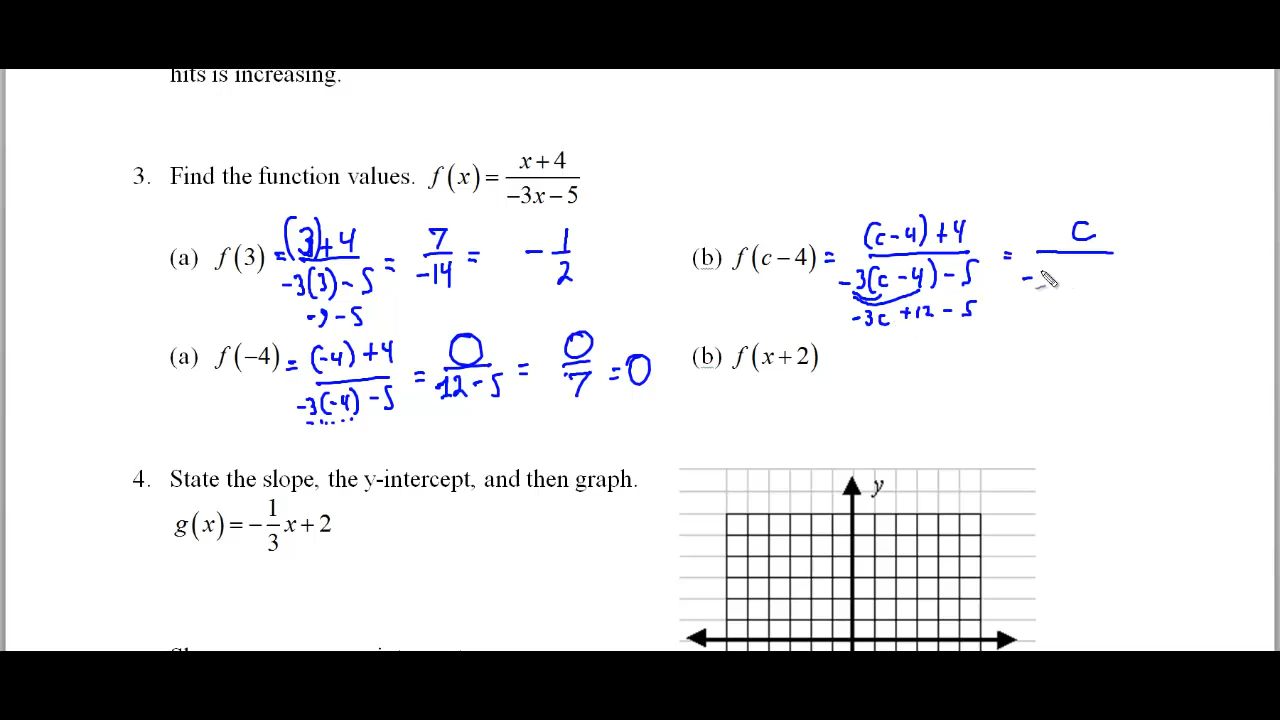 hits is increasing.
3. Find the function values. f(x) = (x+4)/(-3x-5)
(a) f(3) = ((3)+4)/(-3(3)-5) = 7/-14 = -1/2
-9-5
(b) f(c-4) = ((c-4)+4)/(-3(c-4)-5) = c/-
-3c+12-5
(a) f(-4) = ((-4)+4)/(-3(-4)-5) = 0/12-5 = 0/7 = 0
(b) f(x+2)
4. State the slope, the y-intercept, and then graph.
y
g(x) = -1/3x+2